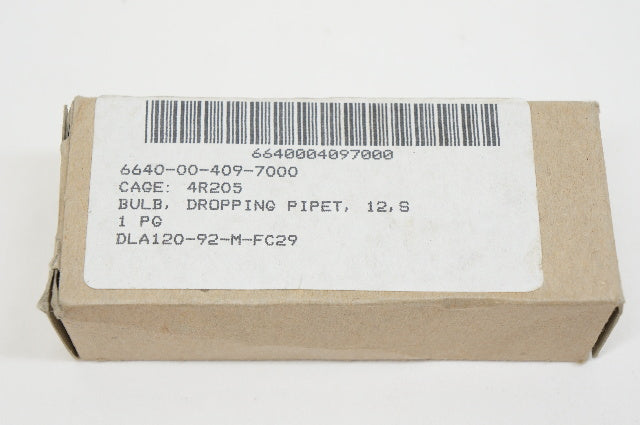 6640004097000
6640-00-409-7000
CAGE: 4R205
BULB, DROPPING PIPET, 12,S
1 PG
DLA120-92-M-FC29